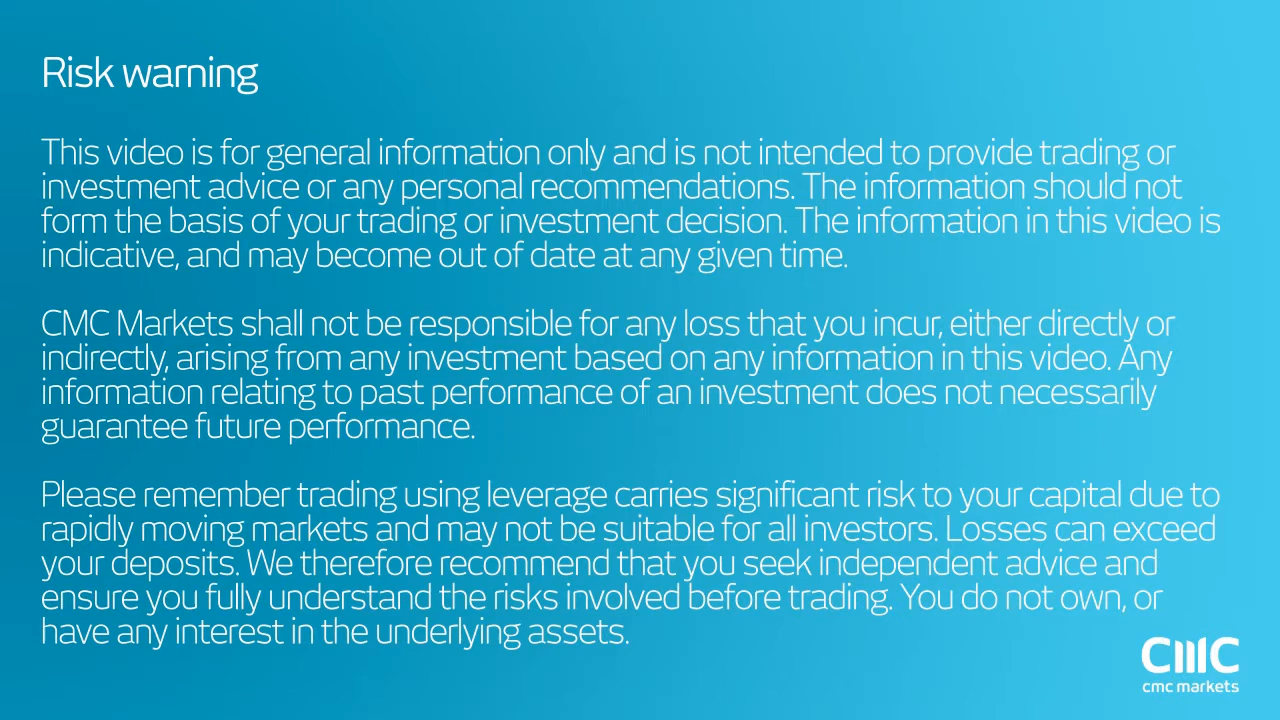 Risk warning
This video is for general information only and is not intended to provide trading or
investment advice or any personal recommendations. The information should not
form the basis of your trading or investment decision. The information in this video is
indicative, and may become out of date at any given time.
CMC Markets shall not be responsible for any loss that you incur, either directly or
indirectly, arising from any investment based on any information in this video. Any
information relating to past performance of an investment does not necessarily
guarantee future performance.
Please remember trading using leverage carries significant risk to your capital due to
rapidly moving markets and may not be suitable for all investors. Losses can exceed
your deposits. We therefore recommend that you seek independent advice and
ensure you fully understand the risks involved before trading. You do not own, or
have any interest in the underlying assets.
CMC
cmc markets